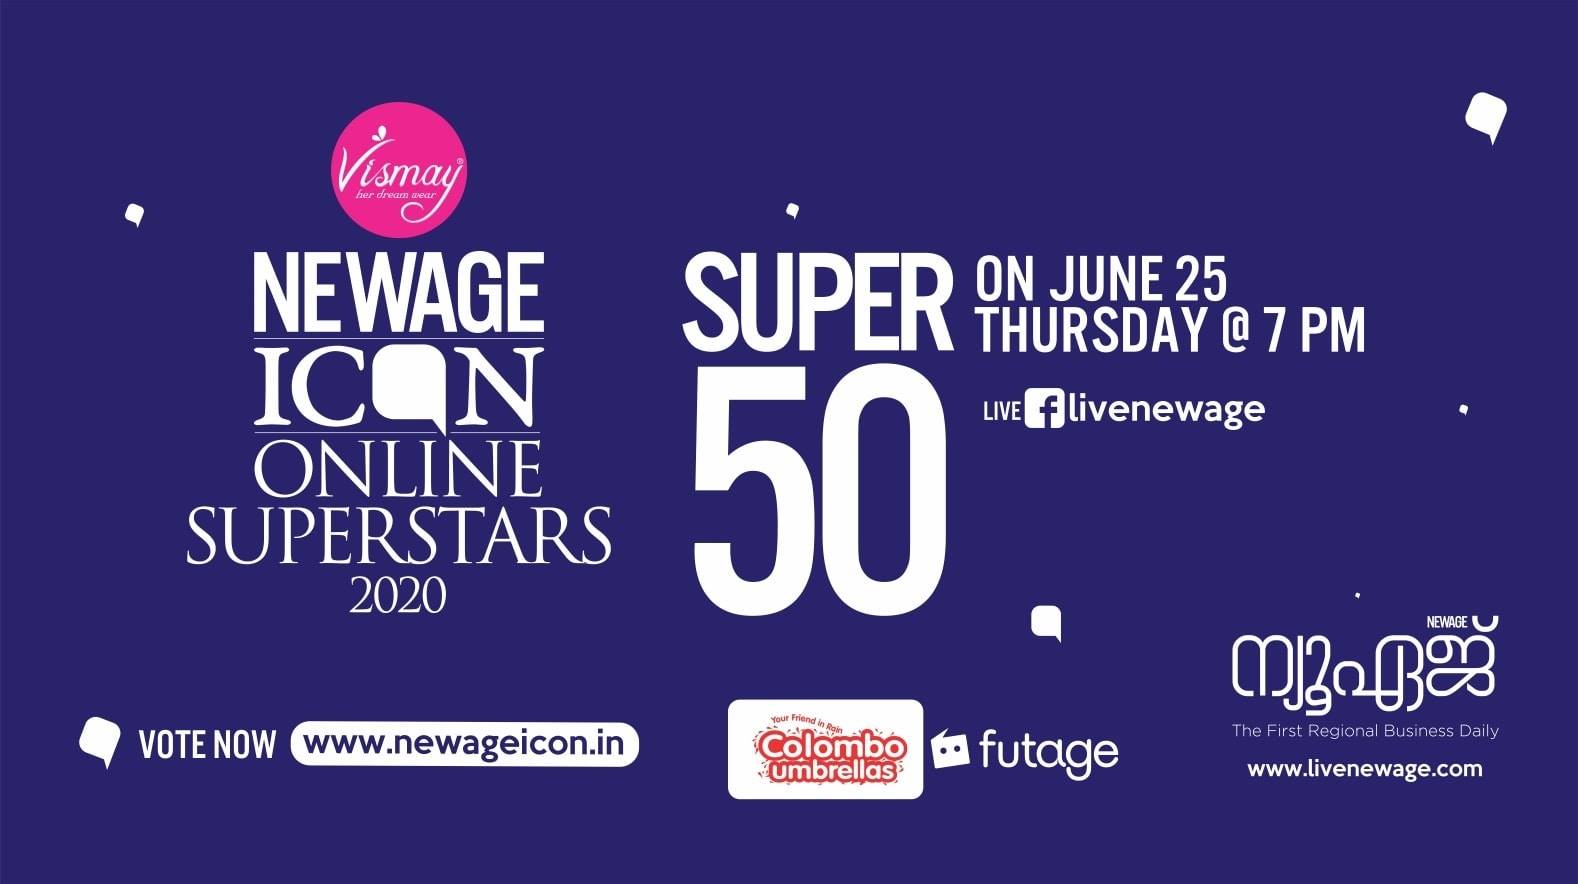 Vismay®
her dream wear
NEWAGE
ICON
ONLINE
SUPERSTARS
2020
SUPER
50
ON JUNE 25
THURSDAY @ 7 PM
LIVE f livenewage
VOTE NOW www.newageicon.in
Your Friend in Rain
Colombo
umbrellas
futage
NEWAGE
ന്യൂഏജ്
The First Regional Business Daily
www.livenewage.com